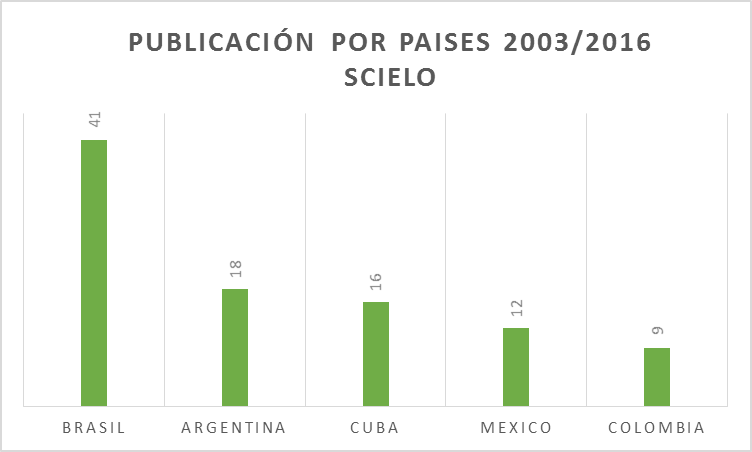 PUBLICACIÓN POR PAISES 2003/2016
SCIELO
41
18
16
12
9
BRASIL ARGENTINA CUBA MEXICO COLOMBIA